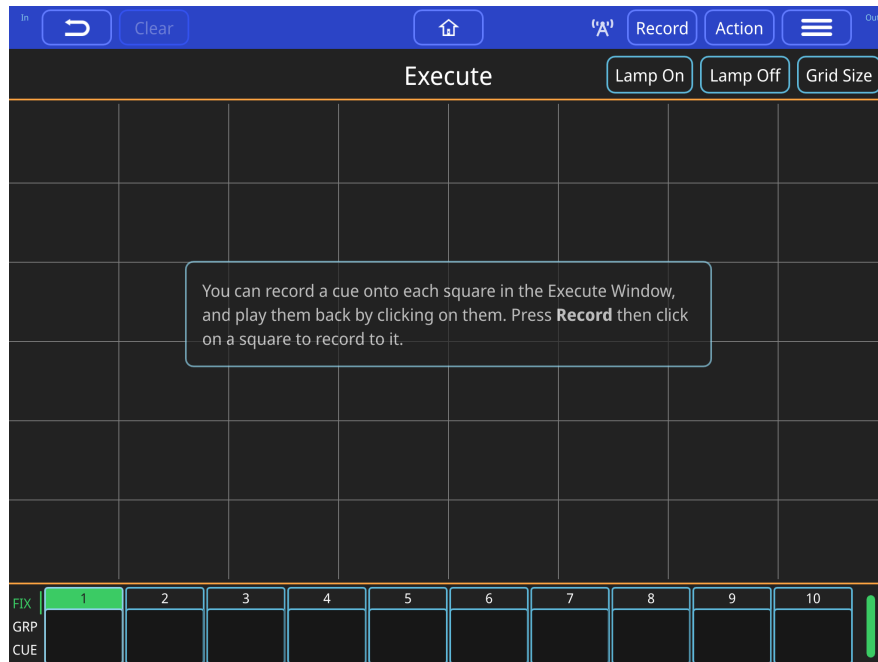 In
Clear
Record
Action
Execute
Lamp On
Lamp Off
Grid Size
You can record a cue onto each square in the Execute Window,
and play them back by clicking on them. Press Record then click
on a square to record to it.
FIX
GRP
CUE
1
2
3
4
5
6
7
8
9
10